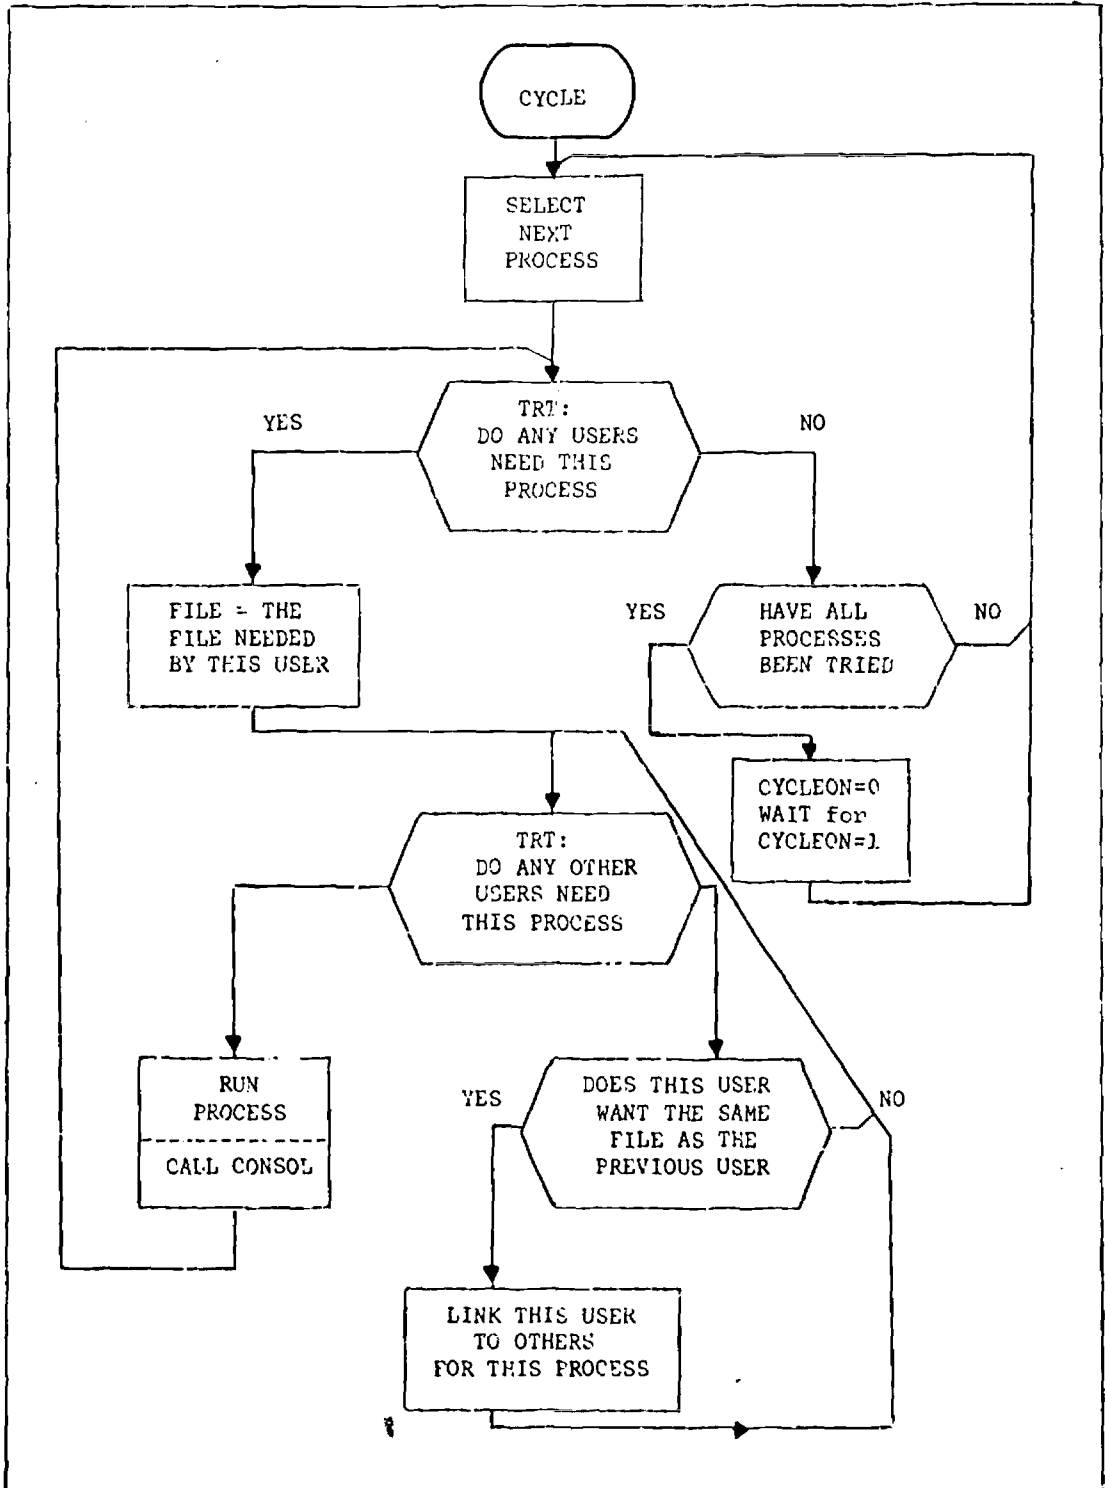 CYCLE
SELECT
NEXT
PROCESS
TRT:
DO ANY USERS
NEED THIS
PROCESS
YES
NO
FILE = THE
FILE NEEDED
BY THIS USER
YES
HAVE ALL
PROCESSES
BEEN TRIED
NO
CYCLEON=0
WAIT for
CYCLEON=1
TRT:
DO ANY OTHER
USERS NEED
THIS PROCESS
RUN
PROCESS
CALL CONSOL
YES
DOES THIS USER
WANT THE SAME
FILE AS THE
PREVIOUS USER
NO
LINK THIS USER
TO OTHERS
FOR THIS PROCESS